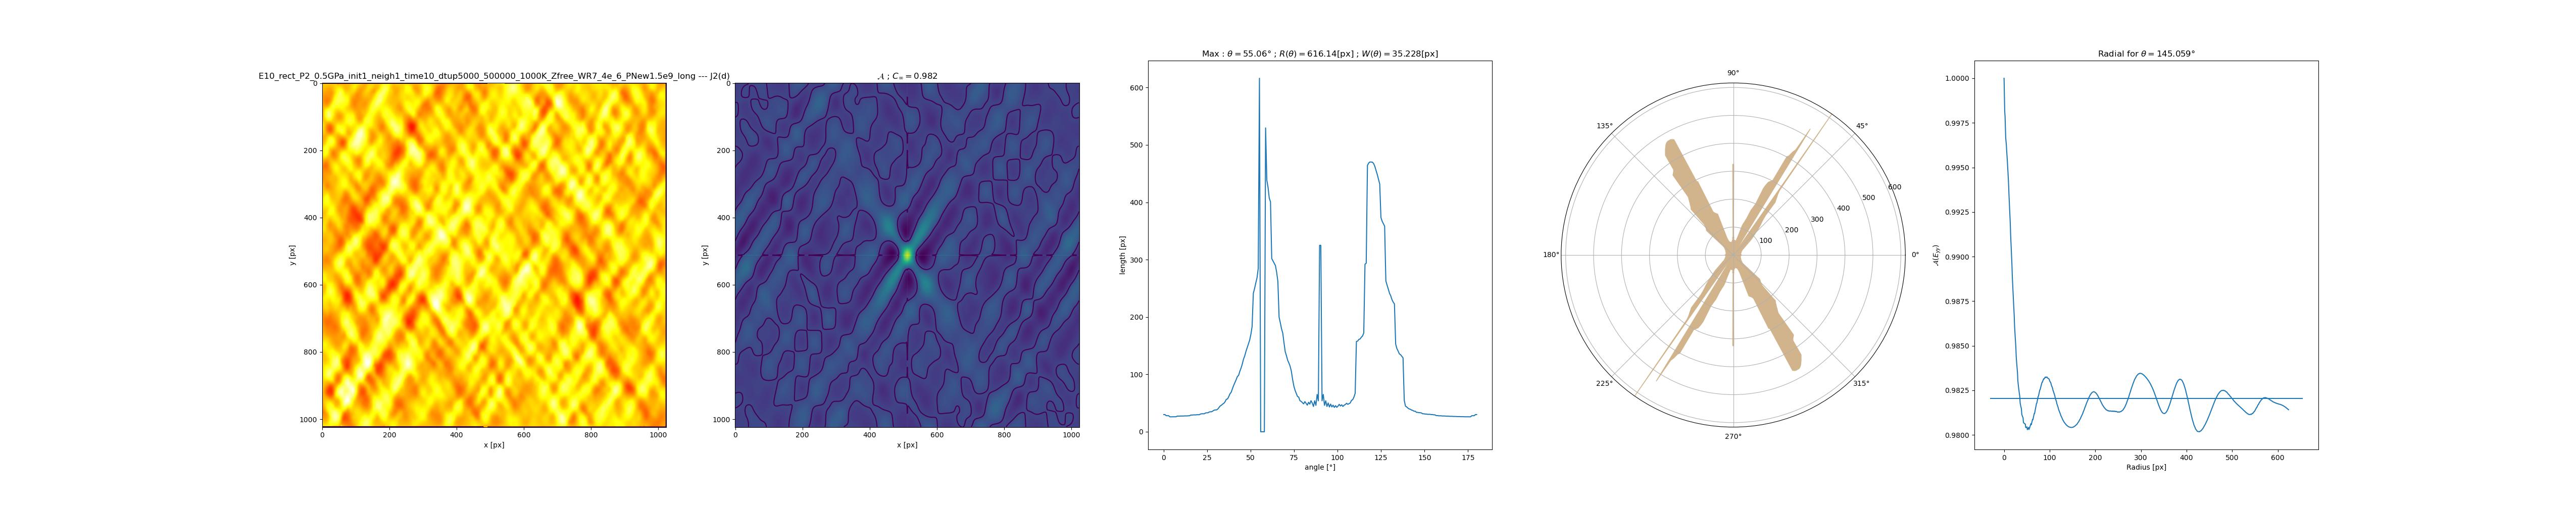 E10_rect_P2_0.5GPa_init1_neigh1_time10_dtup5000_500000_1000K_Zfree_WR7_4e_6_PNew1.5e9_long --- J2(d)
0
200
400
600
800
1000
y [px]
0 200 400 600 800 1000
x [px]
𝒜 ; C∞ = 0.982
0
200
400
600
800
1000
y [px]
0 200 400 600 800 1000
x [px]
Max : θ = 55.06° ; R(θ) = 616.14[px] ; W(θ) = 35.228[px]
600
500
400
300
200
100
0
length [px]
0 25 50 75 100 125 150 175
angle [°]
90°
135° 45°
600
500
400
300
200
100
180° 0°
225° 315°
270°
Radial for θ = 145.059°
1.0000
0.9975
0.9950
0.9925
0.9900
0.9875
0.9850
0.9825
0.9800
0 100 200 300 400 500 600
Radius [px]